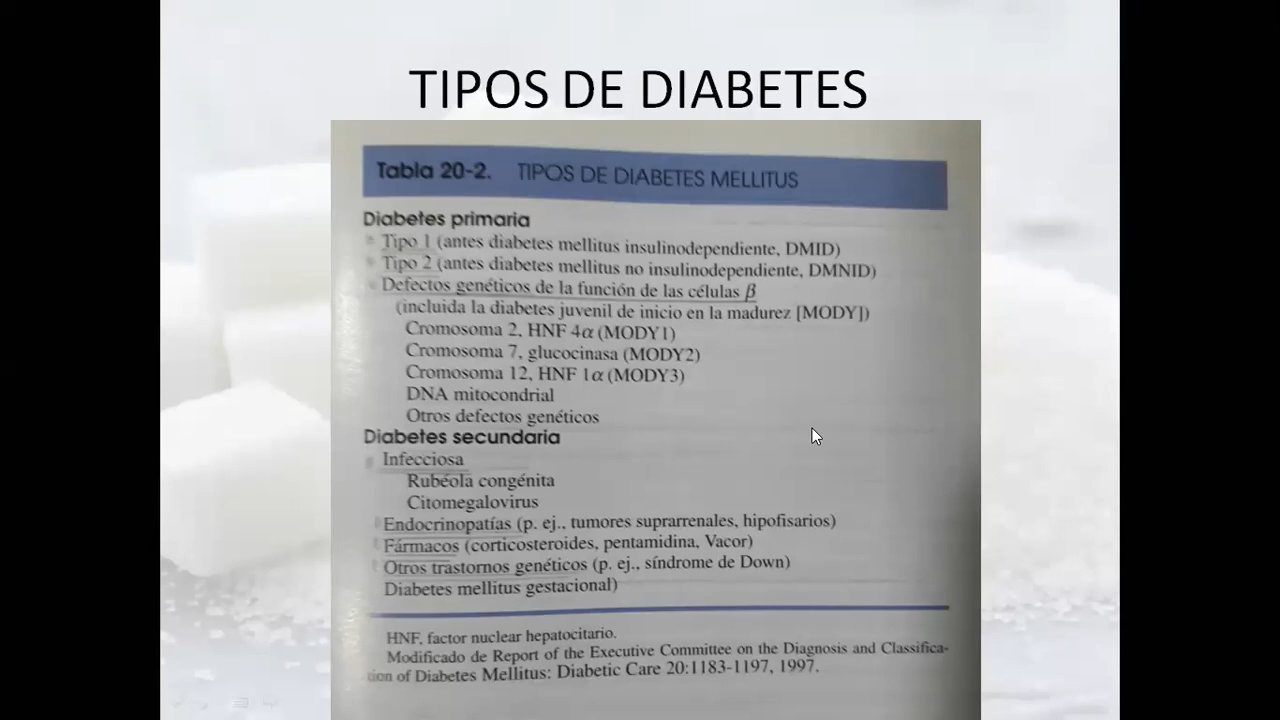 TIPOS DE DIABETES
Tabla 20-2. TIPOS DE DIABETES MELLITUS
Diabetes primaria
Tipo 1 (antes diabetes mellitus insulinodependiente, DMID)
Tipo 2 (antes diabetes mellitus no insulinodependiente, DMNID)
Defectos genéticos de la función de las células β
(incluida la diabetes juvenil de inicio en la madurez [MODY])
Cromosoma 2, HNF 4α (MODY1)
Cromosoma 7, glucocinasa (MODY2)
Cromosoma 12, HNF 1α (MODY3)
DNA mitocondrial
Otros defectos genéticos
Diabetes secundaria
Infecciosa
Rubéola congénita
Citomegalovirus
Endocrinopatías (p. ej., tumores suprarrenales, hipofisarios)
Fármacos (corticosteroides, pentamidina, Vacor)
Otros trastornos genéticos (p. ej., síndrome de Down)
Diabetes mellitus gestacional)
HNF, factor nuclear hepatocitario.
Modificado de Report of the Executive Committee on the Diagnosis and Classifica-
tion of Diabetes Mellitus: Diabetic Care 20:1183-1197, 1997.